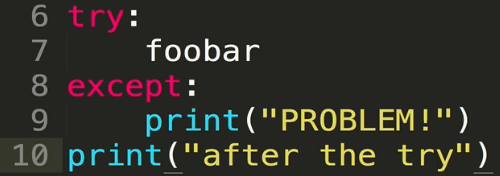 6 try:
7     foobar
8 except:
9     print("PROBLEM!")
10 print("after the try")